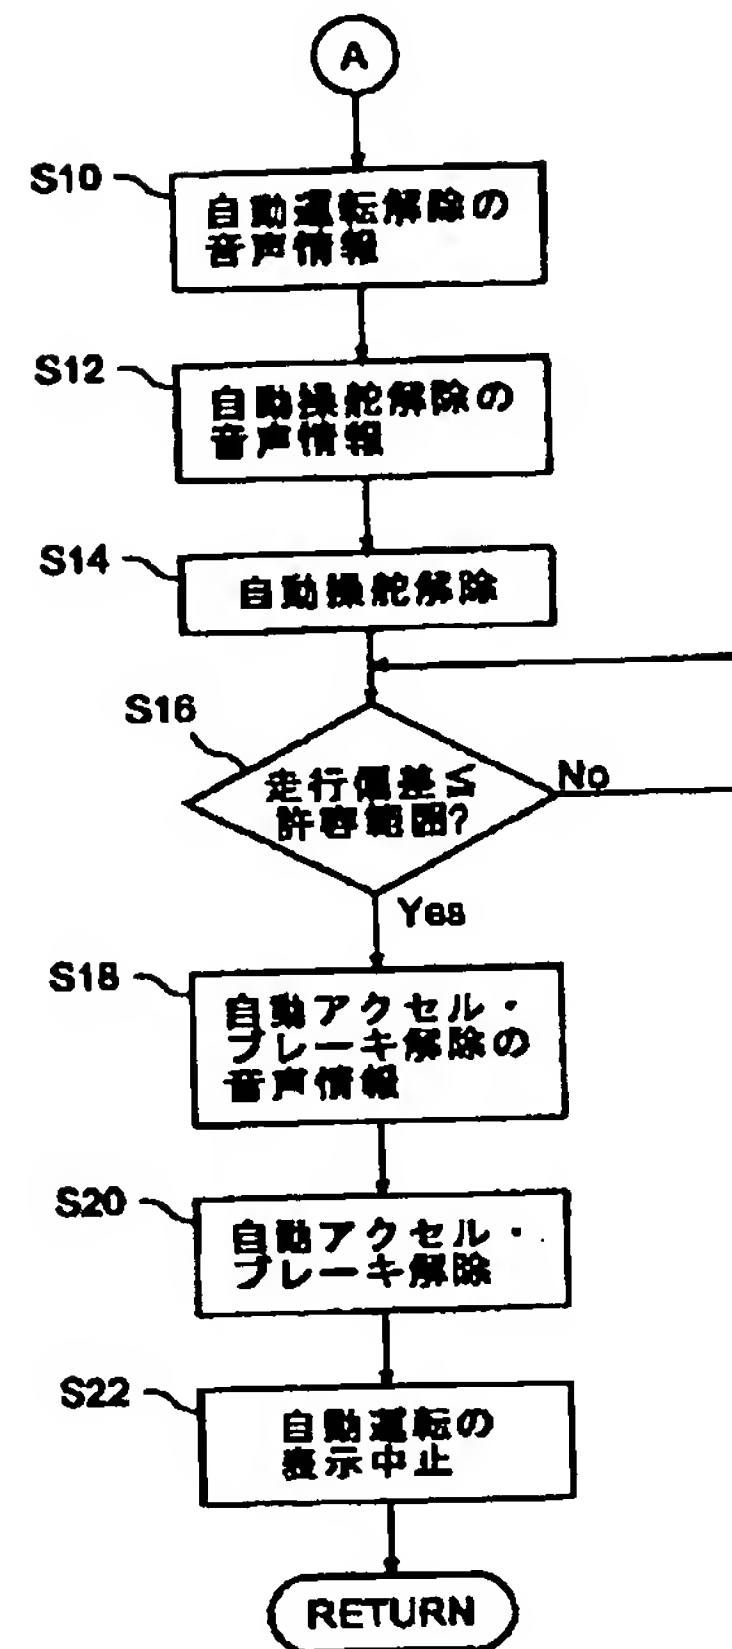 A
S10
自動運転解除の
音声情報
S12
自動操舵解除の
音声情報
S14
自動操舵解除
S16
走行偏差≦
許容範囲?
No
Yes
S18
自動アクセル・
ブレーキ解除の
音声情報
S20
自動アクセル・
ブレーキ解除
S22
自動運転の
表示中止
RETURN